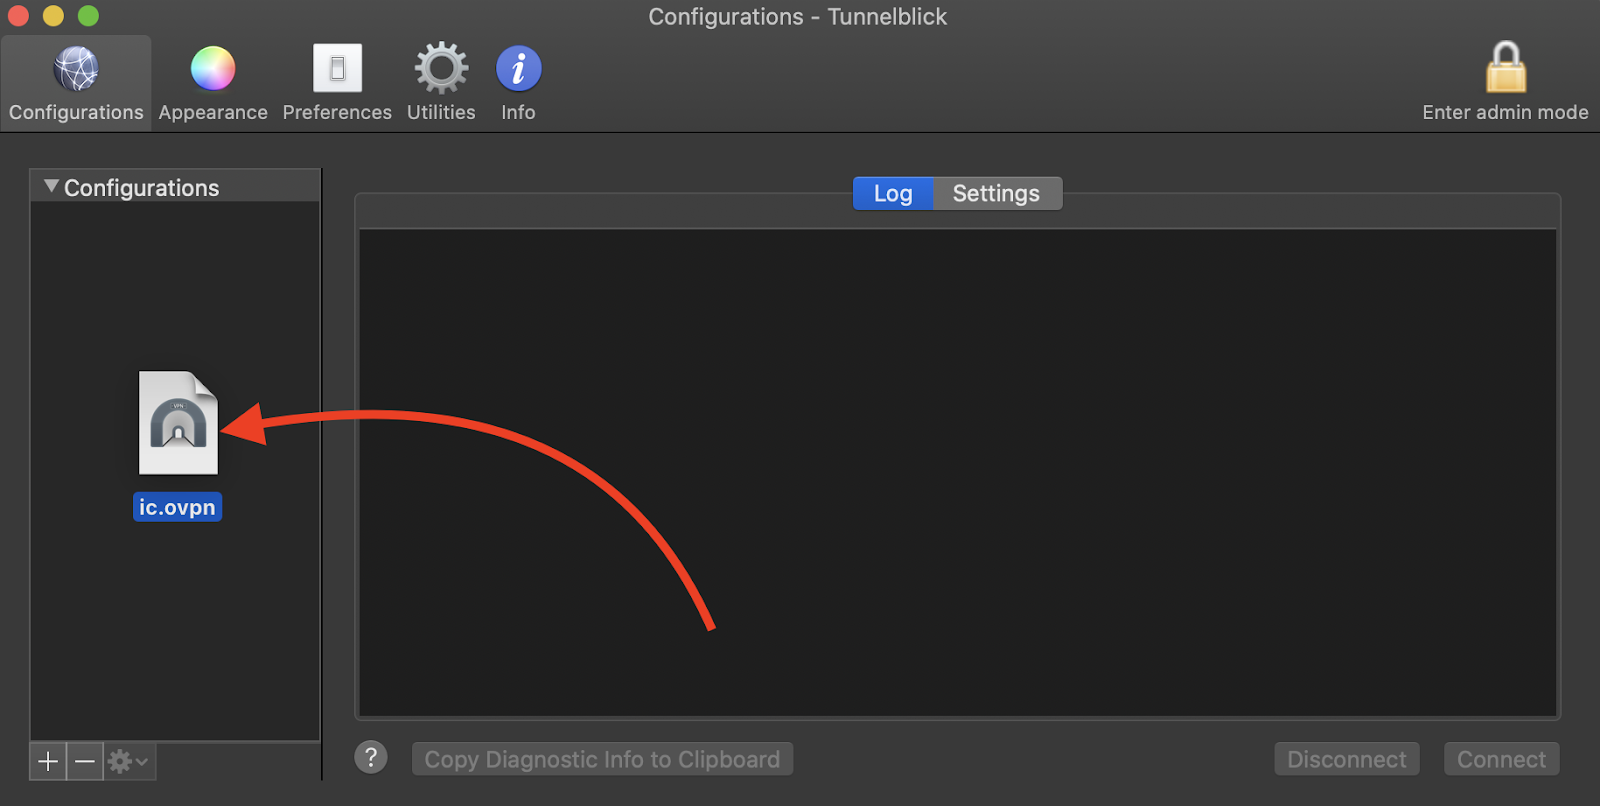 Configurations - Tunnelblick
Configurations
Appearance
Preferences
Utilities
Info
Enter admin mode
Configurations
Log
Settings
VPN
ic.ovpn
?
Copy Diagnostic Info to Clipboard
Disconnect
Connect